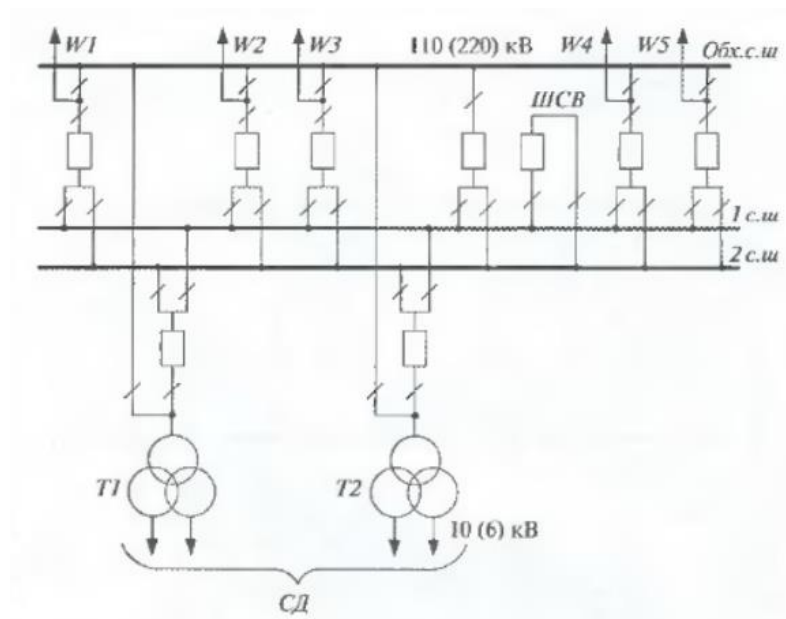 W1 W2 W3 110 (220) кВ W4 W5 Обх.с.ш
ШСВ
1 с.ш
2 с.ш
T1 T2
10 (6) кВ
СД